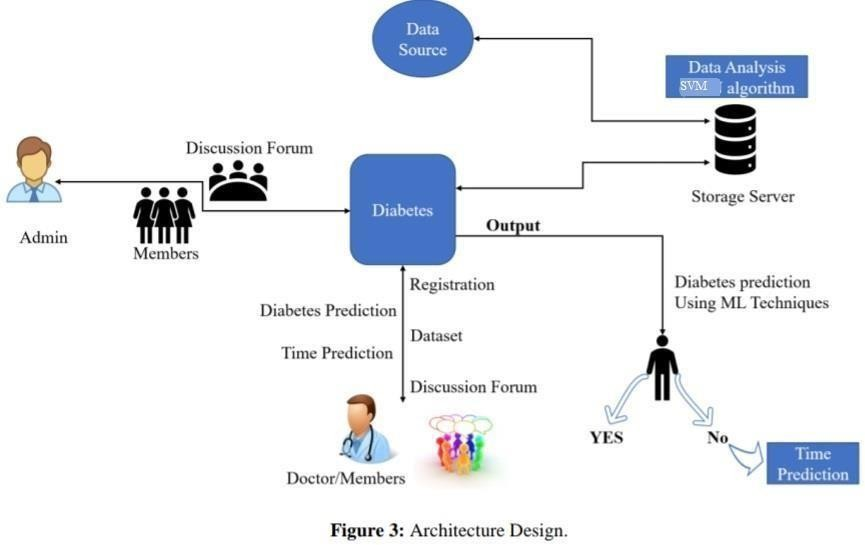 Data
Source
Data Analysis
SVM algorithm
Storage Server
Discussion Forum
Admin
Members
Diabetes
Output
Diabetes prediction
Using ML Techniques
Registration
Diabetes Prediction
Dataset
Time Prediction
Discussion Forum
Doctor/Members
YES
No
Time
Prediction
Figure 3: Architecture Design.